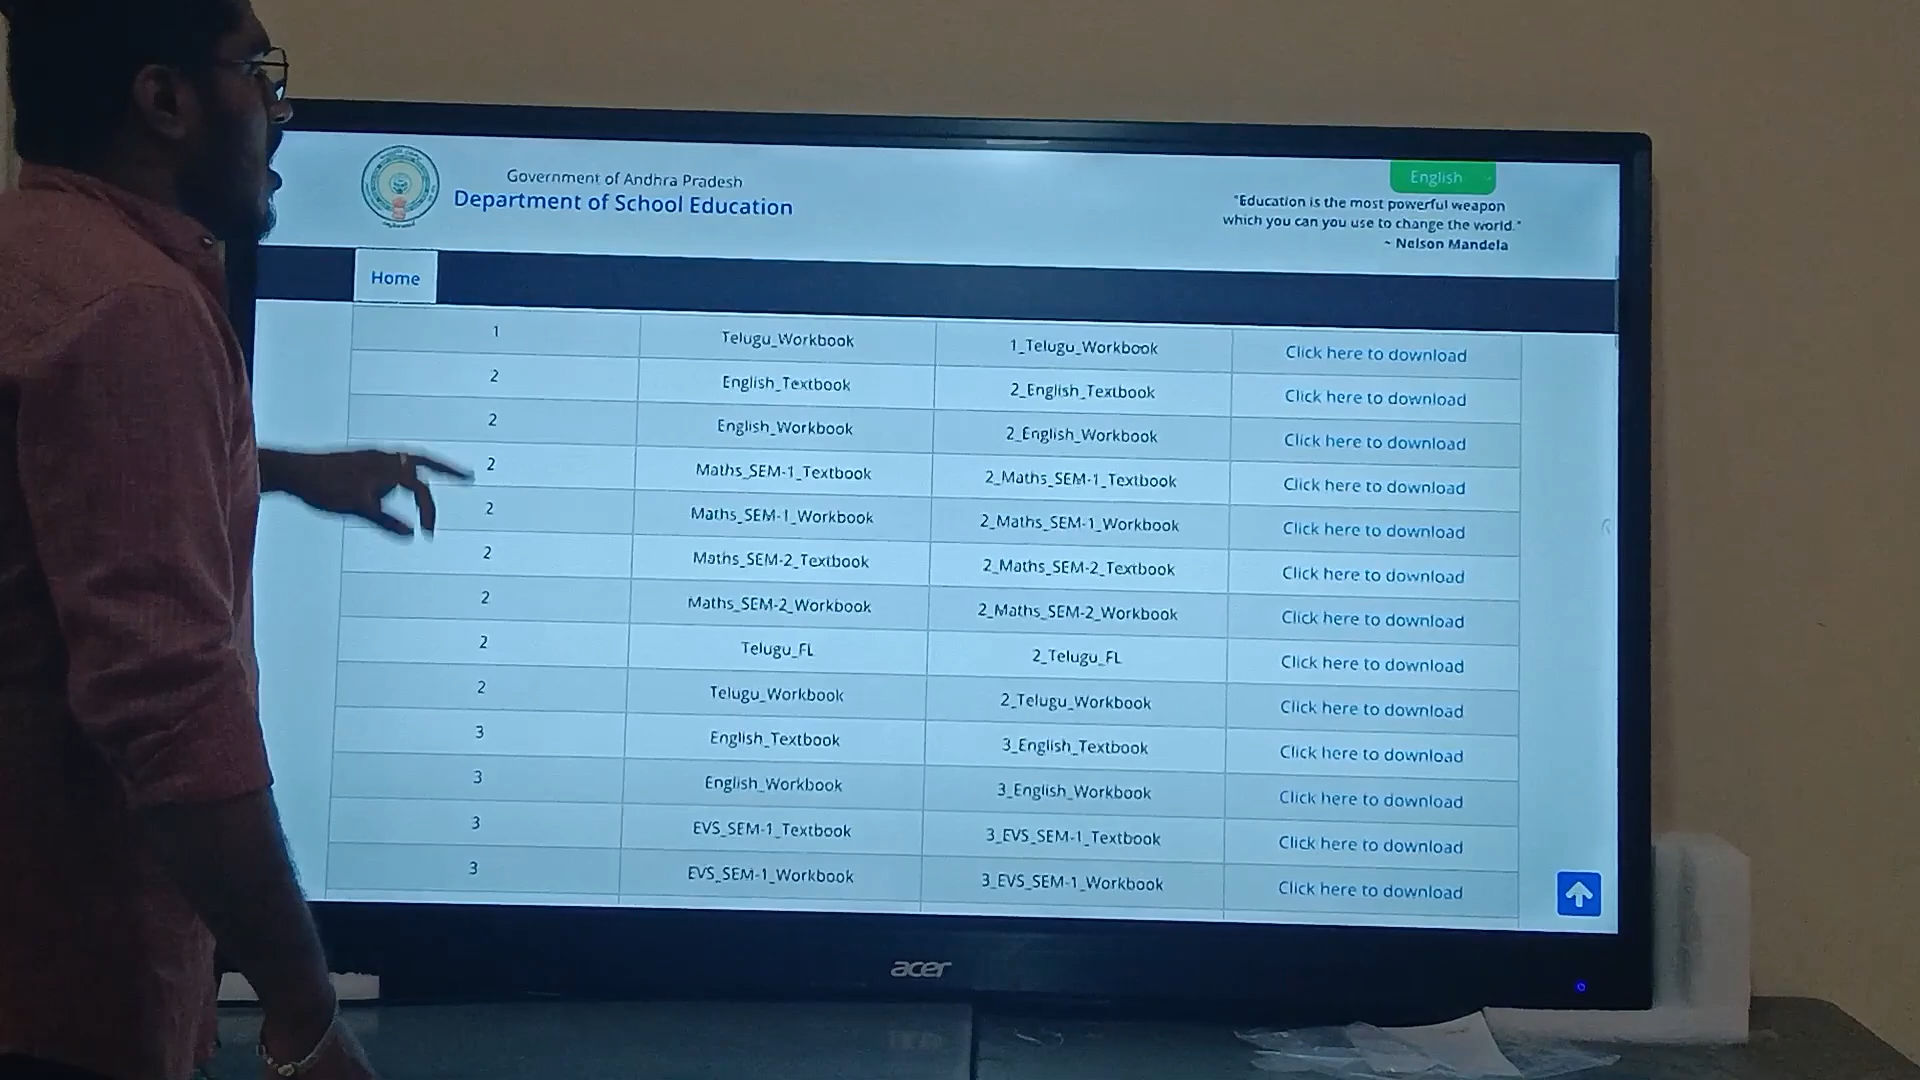 Government of Andhra Pradesh
Department of School Education
English
"Education is the most powerful weapon
which you can you use to change the world."
~ Nelson Mandela
Home
1 Telugu_Workbook 1_Telugu_Workbook Click here to download
2 English_Textbook 2_English_Textbook Click here to download
2 English_Workbook 2_English_Workbook Click here to download
2 Maths_SEM-1_Textbook 2_Maths_SEM-1_Textbook Click here to download
2 Maths_SEM-1_Workbook 2_Maths_SEM-1_Workbook Click here to download
2 Maths_SEM-2_Textbook 2_Maths_SEM-2_Textbook Click here to download
2 Maths_SEM-2_Workbook 2_Maths_SEM-2_Workbook Click here to download
2 Telugu_FL 2_Telugu_FL Click here to download
2 Telugu_Workbook 2_Telugu_Workbook Click here to download
3 English_Textbook 3_English_Textbook Click here to download
3 English_Workbook 3_English_Workbook Click here to download
3 EVS_SEM-1_Textbook 3_EVS_SEM-1_Textbook Click here to download
3 EVS_SEM-1_Workbook 3_EVS_SEM-1_Workbook Click here to download
acer